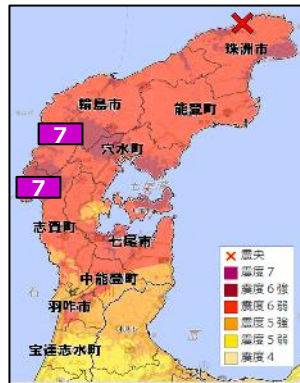 珠洲市
輪島市
能登町
7
穴水町
7
志賀町
七尾市
中能登町
羽咋市
宝達志水町
震央
震度 7
震度 6 強
震度 6 弱
震度 5 強
震度 5 弱
震度 4